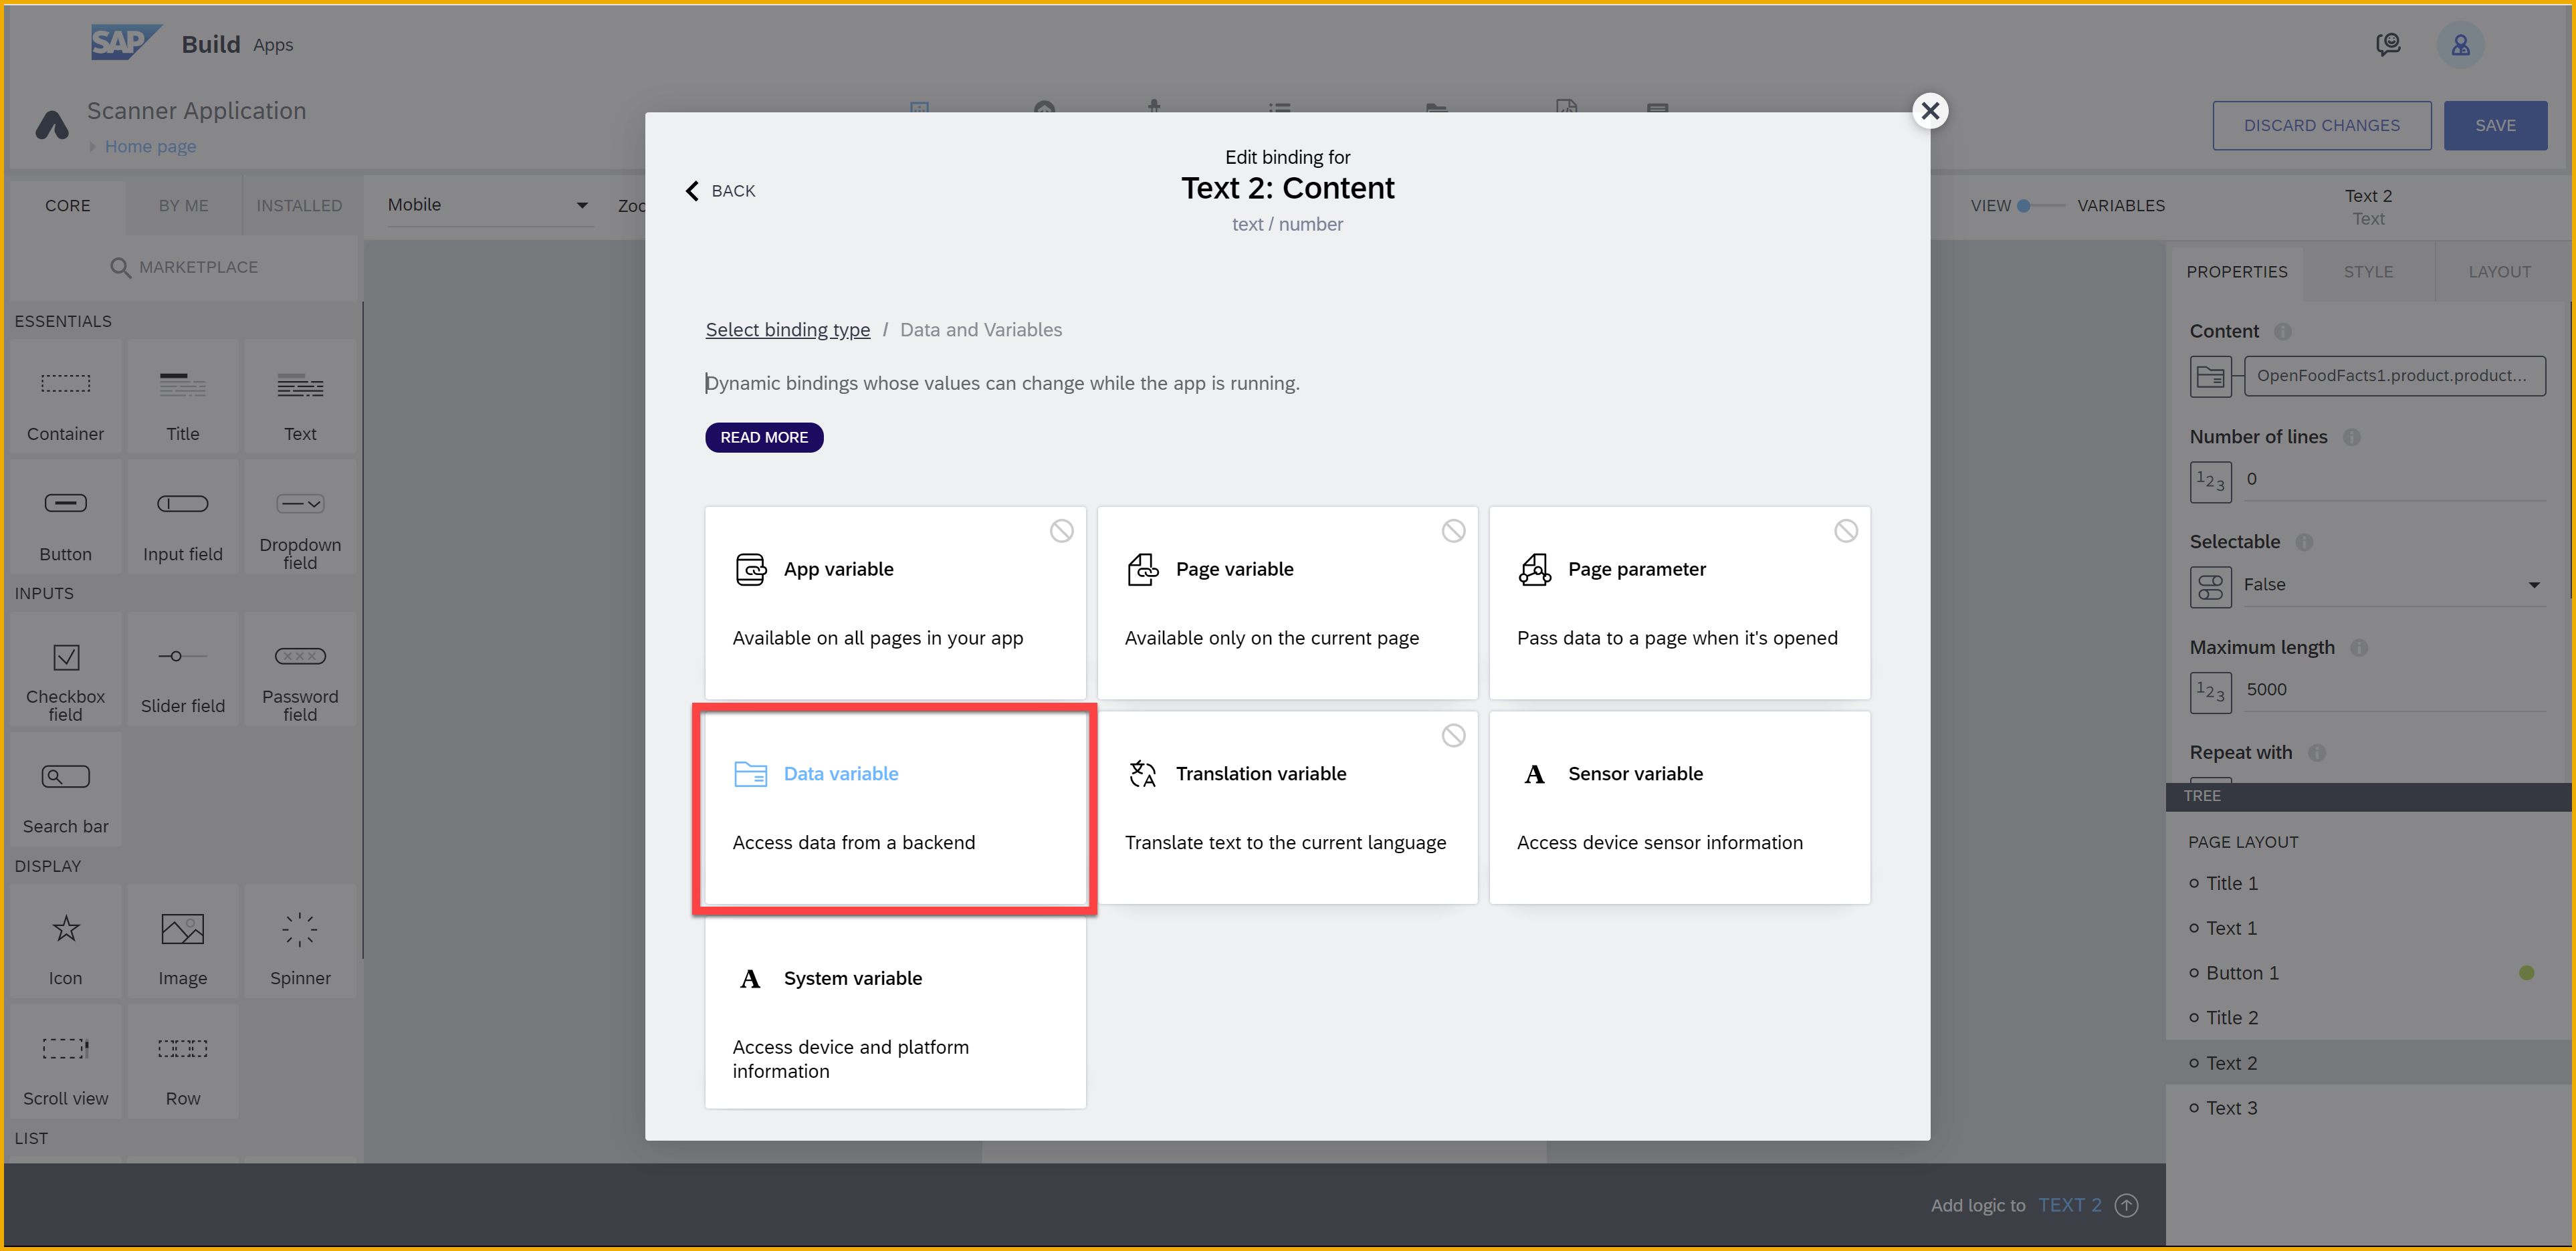 SAP Build Apps
Scanner Application
Home page
DISCARD CHANGES
SAVE
CORE
BY ME
INSTALLED
Mobile
VIEW
VARIABLES
Text 2
Text
MARKETPLACE
ESSENTIALS
Container
Title
Text
Button
Input field
Dropdown
field
INPUTS
Checkbox
field
Slider field
Password
field
Search bar
DISPLAY
Icon
Image
Spinner
Scroll view
Row
LIST
BACK
Edit binding for
Text 2: Content
text / number
Select binding type / Data and Variables
Dynamic bindings whose values can change while the app is running.
READ MORE
App variable
Available on all pages in your app
Page variable
Available only on the current page
Page parameter
Pass data to a page when it's opened
Data variable
Access data from a backend
Translation variable
Translate text to the current language
Sensor variable
Access device sensor information
System variable
Access device and platform
information
PROPERTIES
STYLE
LAYOUT
Content
OpenFoodFacts1.product.product...
Number of lines
123
0
Selectable
False
Maximum length
123
5000
Repeat with
TREE
PAGE LAYOUT
Title 1
Text 1
Button 1
Title 2
Text 2
Text 3
Add logic to TEXT 2